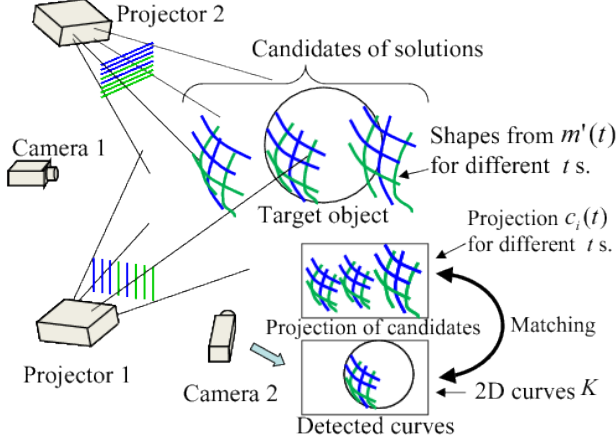 Projector 2
Candidates of solutions
Camera 1
Shapes from m'(t)
for different t s.
Target object
Projection c_i(t)
for different t s.
Projection of candidates
Matching
Projector 1
Camera 2
2D curves K
Detected curves